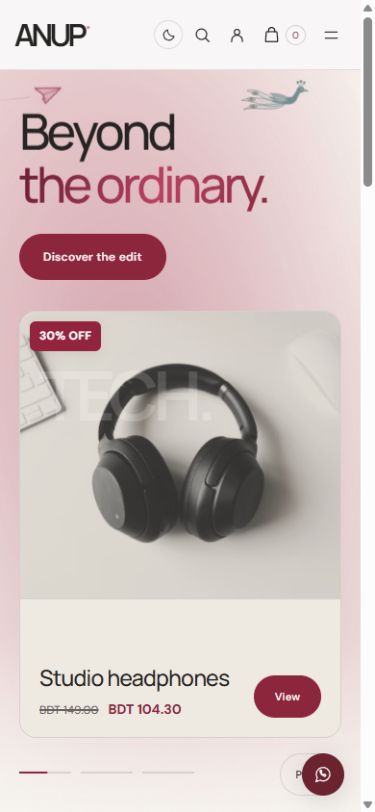 ANUP
0
Beyond
the ordinary.
Discover the edit
30% OFF
TECH.
Studio headphones
BDT 149.00 BDT 104.30
View